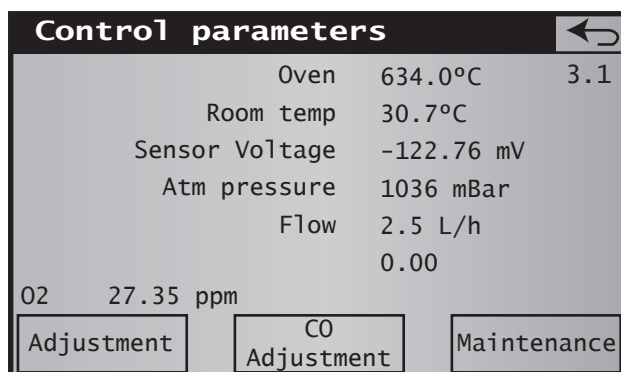 Control parameters
Oven 634.0ºC 3.1
Room temp 30.7ºC
Sensor Voltage -122.76 mV
Atm pressure 1036 mBar
Flow 2.5 L/h
0.00
O2 27.35 ppm
Adjustment
CO
Adjustment
Maintenance